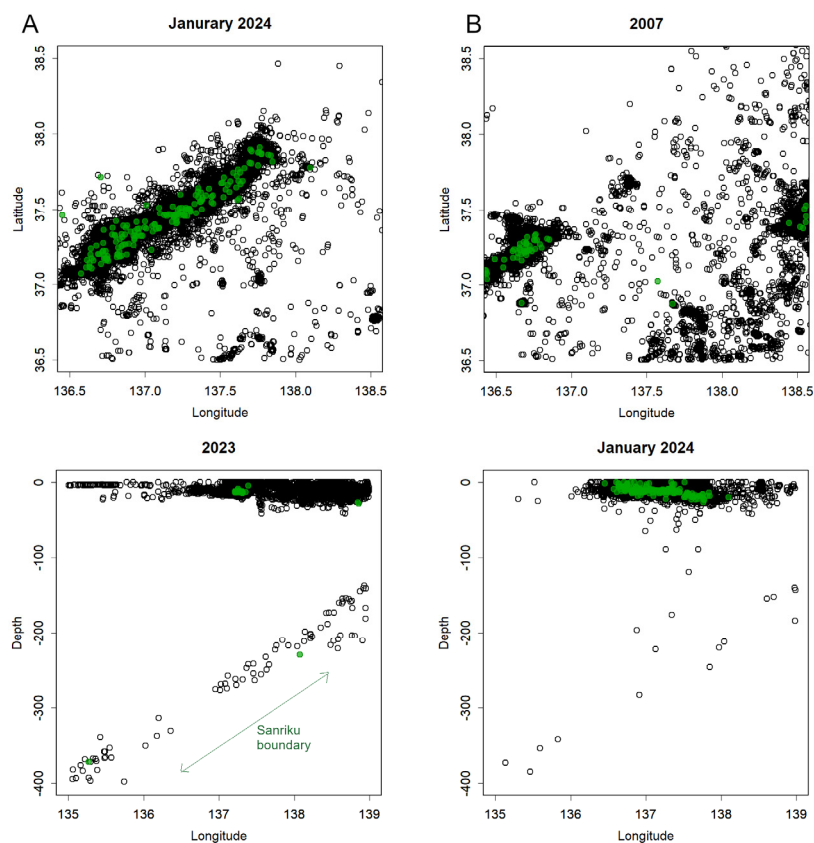 A
Janurary 2024
38.5
38.0
37.5
37.0
36.5
Latitude
136.5 137.0 137.5 138.0 138.5
Longitude
B
2007
38.5
38.0
37.5
37.0
36.5
Latitude
136.5 137.0 137.5 138.0 138.5
Longitude
2023
0
-100
-200
-300
-400
Depth
Sanriku
boundary
135 136 137 138 139
Longitude
January 2024
0
-100
-200
-300
-400
Depth
135 136 137 138 139
Longitude